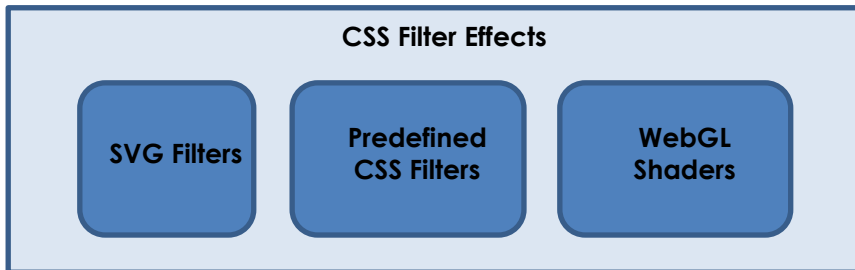 CSS Filter Effects
SVG Filters
Predefined
CSS Filters
WebGL
Shaders